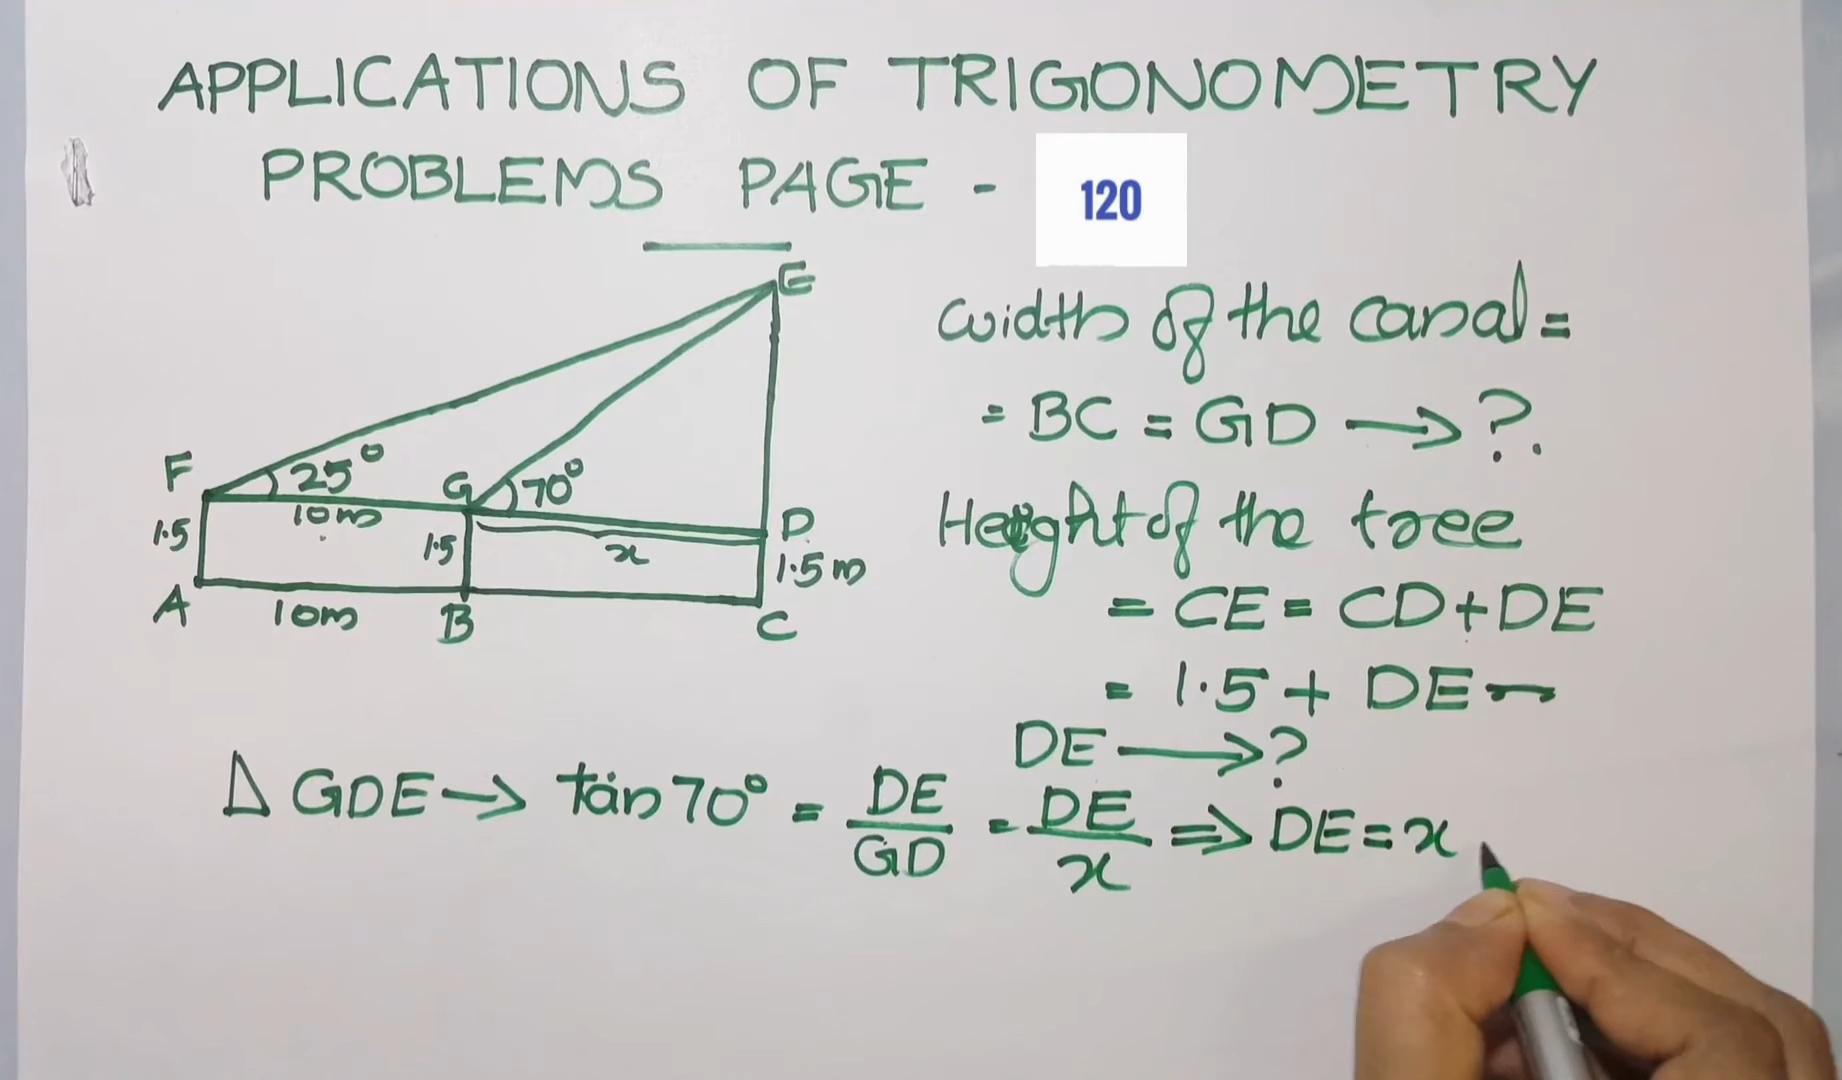 APPLICATIONS OF TRIGONOMETRY
PROBLEMS PAGE - 120
E
F
25°
G
70°
10m
D
1.5
1.5
x
1.5m
A
10m
B
C
width of the canal =
= BC = GD → ?.
Height of the tree
= CE = CD + DE
= 1.5 + DE
DE → ?
Δ GDE → tan 70° = DE/GD = DE/x ⇒ DE = x